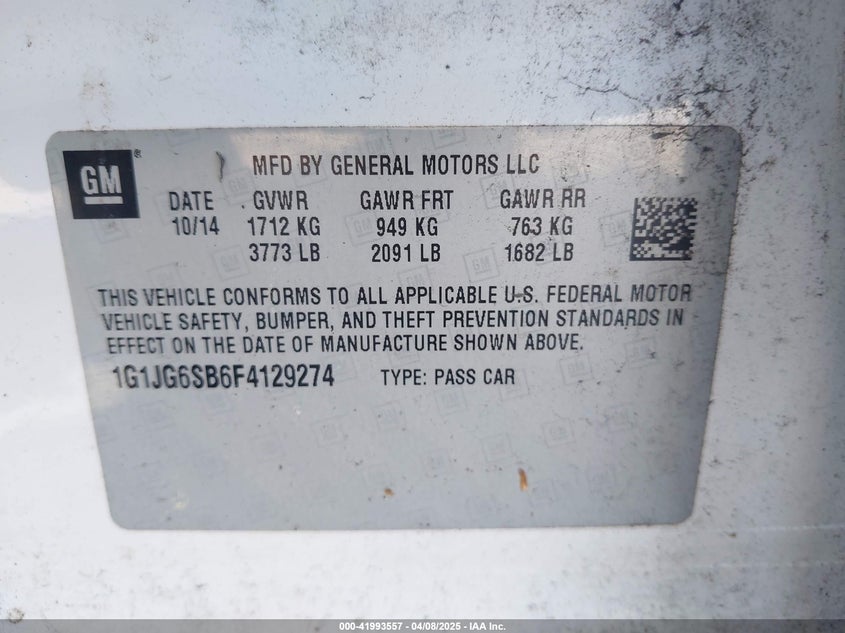 GM
MFD BY GENERAL MOTORS LLC
DATE GVWR GAWR FRT GAWR RR
10/14 1712 KG 949 KG 763 KG
3773 LB 2091 LB 1682 LB
THIS VEHICLE CONFORMS TO ALL APPLICABLE U.S. FEDERAL MOTOR
VEHICLE SAFETY, BUMPER, AND THEFT PREVENTION STANDARDS IN
EFFECT ON THE DATE OF MANUFACTURE SHOWN ABOVE.
1G1JG6SB6F4129274 TYPE: PASS CAR
000-41993557 - 04/08/2025 - IAA Inc.